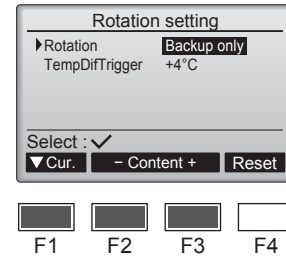 Rotation setting
▶Rotation Backup only
TempDifTrigger +4°C
Select : ✓
▼Cur. − Content + Reset
F1 F2 F3 F4